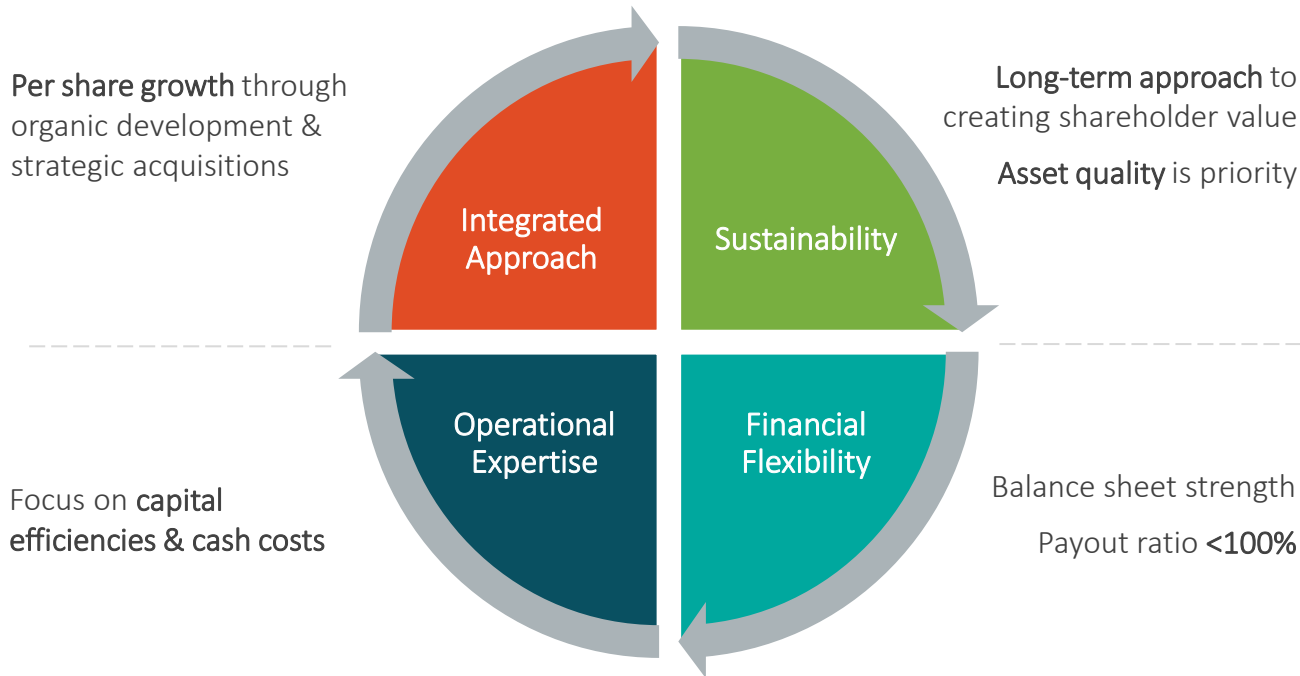 Per share growth through
organic development &
strategic acquisitions
Integrated
Approach
Sustainability
Long-term approach to
creating shareholder value
Asset quality is priority
Focus on capital
efficiencies & cash costs
Operational
Expertise
Financial
Flexibility
Balance sheet strength
Payout ratio <100%